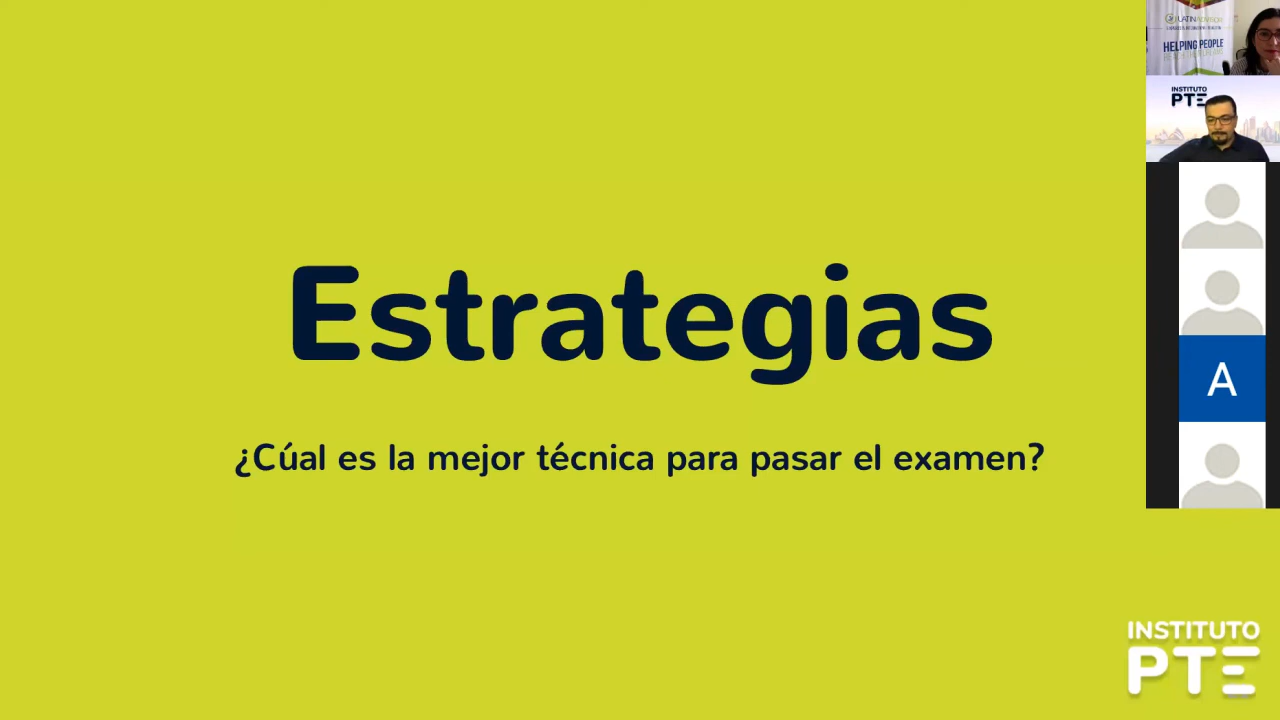 Estrategias
¿Cúal es la mejor técnica para pasar el examen?
HELPING PEOPLE
INSTITUTO
PTE
A
INSTITUTO
PTE